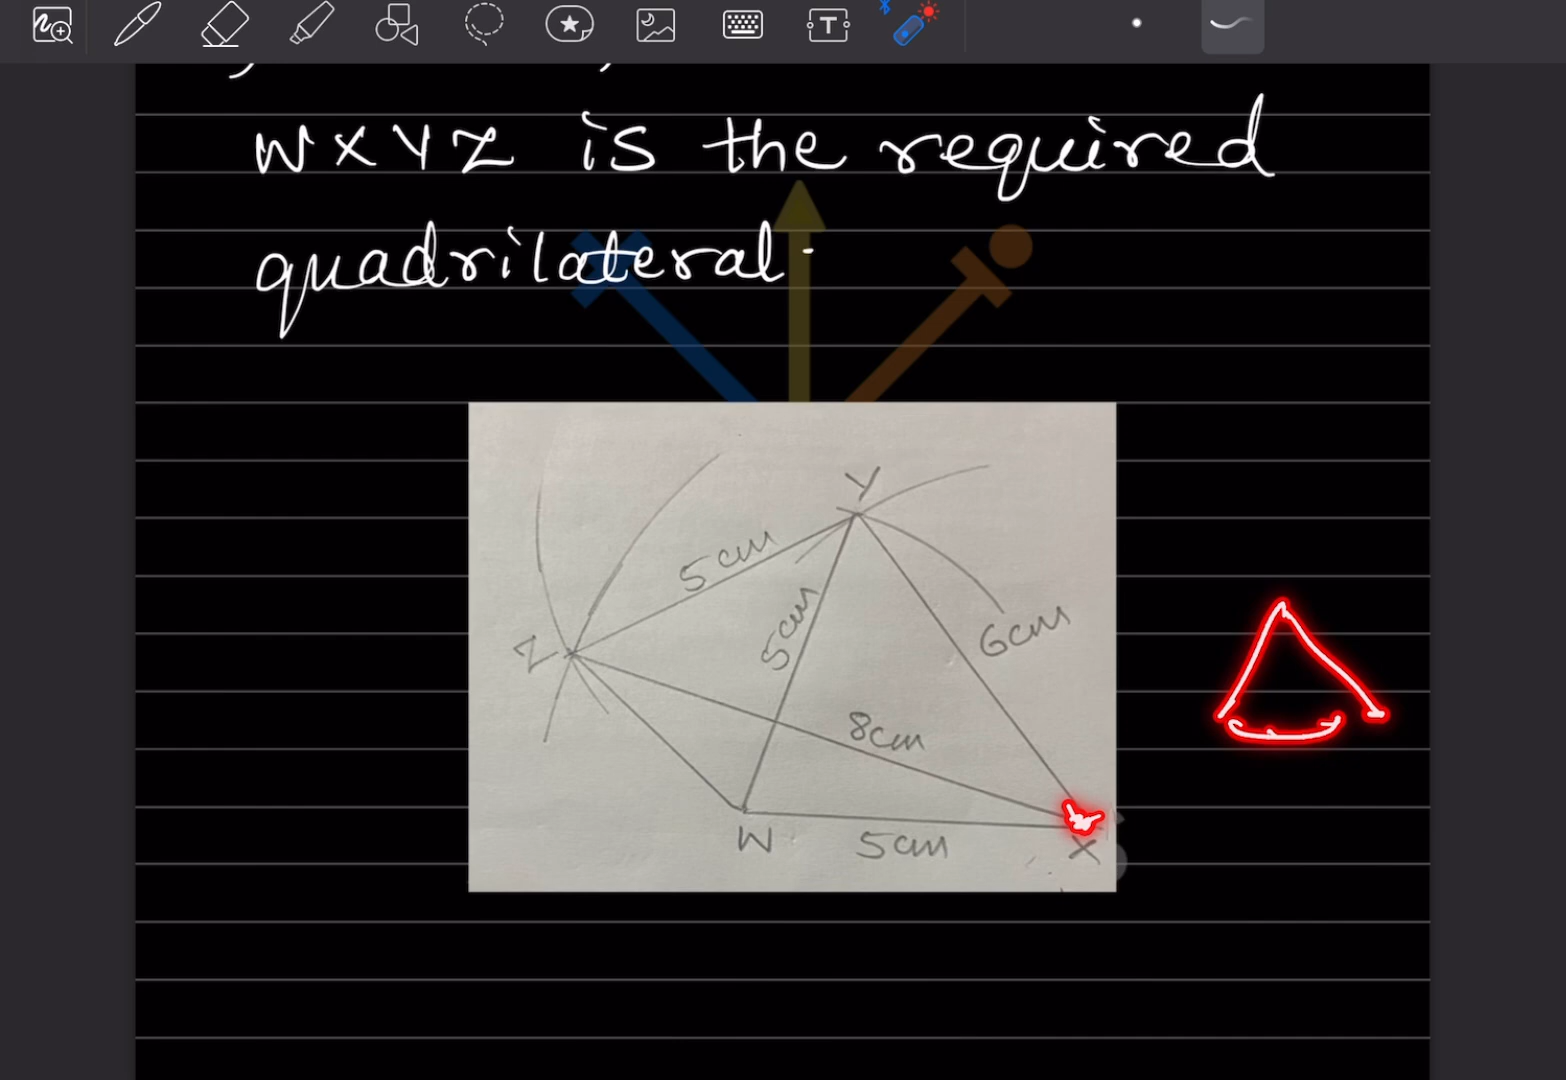 WXYZ is the required
quadrilateral.
Y
5cm
5cm
6cm
Z
8cm
W
5cm
X